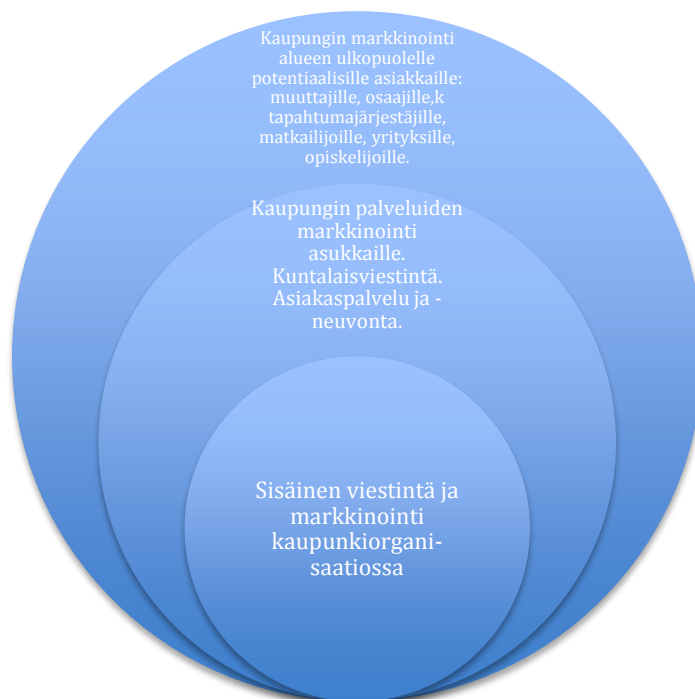 Kaupungin markkinointi
alueen ulkopuolelle
potentiaalisille asiakkaille:
muuttajille, osaajille,k
tapahtumajärjestäjille,
matkailijoille, yrityksille,
opiskelijoille.
Kaupungin palveluiden
markkinointi
asukkaille.
Kuntalaisviestintä.
Asiakaspalvelu ja -
neuvonta.
Sisäinen viestintä ja
markkinointi
kaupunkiorgani-
saatiossa